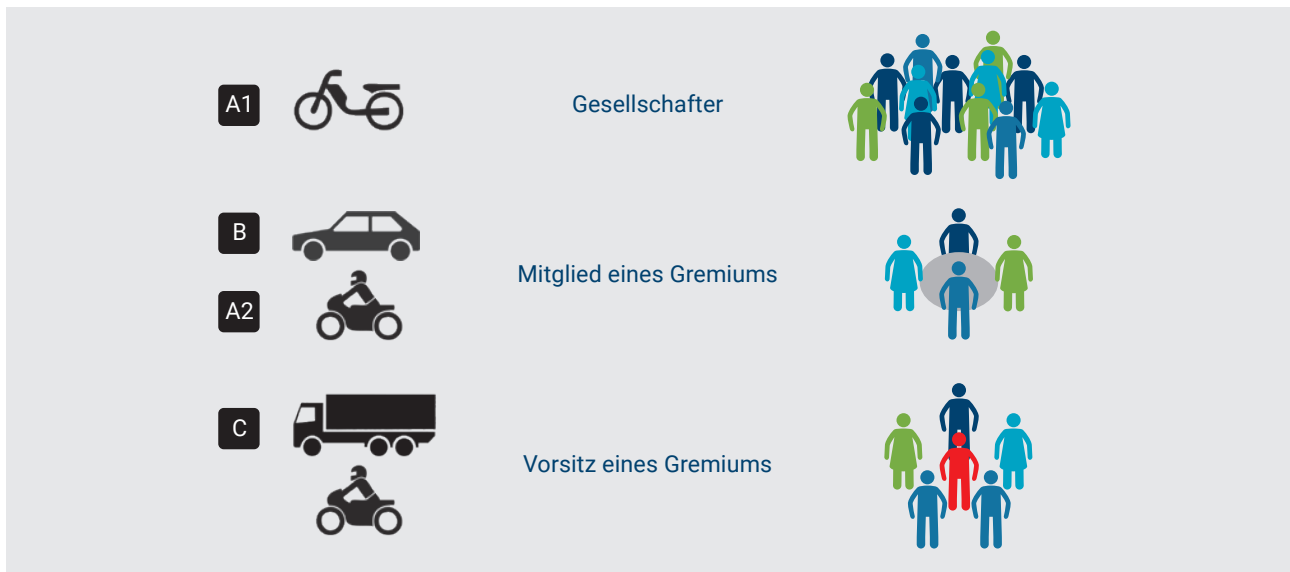 A1
Gesellschafter
B
Mitglied eines Gremiums
A2
C
Vorsitz eines Gremiums